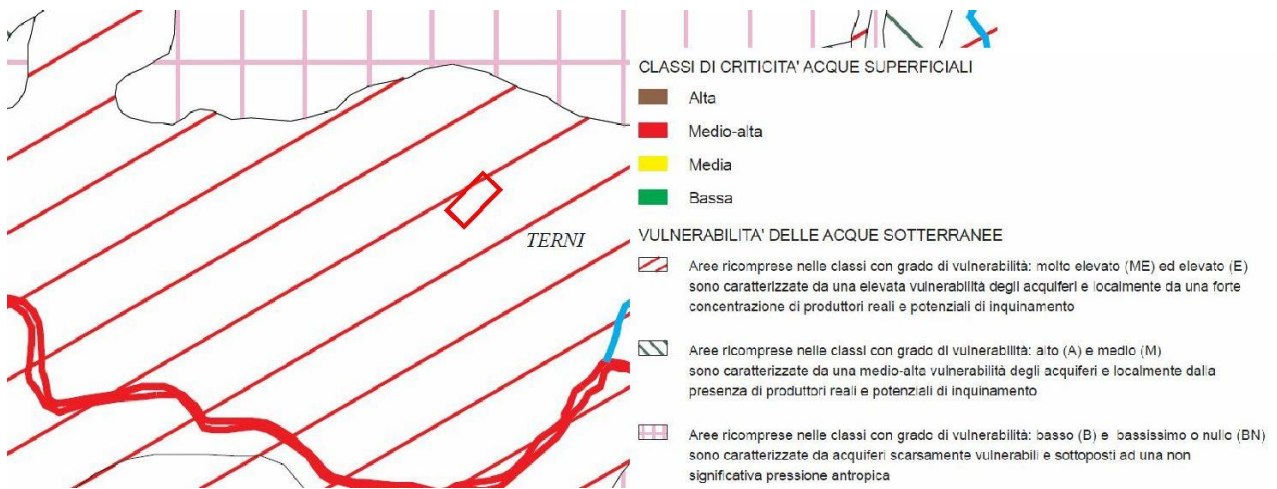 TERNI
CLASSI DI CRITICITA' ACQUE SUPERFICIALI
Alta
Medio-alta
Media
Bassa
VULNERABILITA' DELLE ACQUE SOTTERRANEE
Aree ricomprese nelle classi con grado di vulnerabilità: molto elevato (ME) ed elevato (E)
sono caratterizzate da una elevata vulnerabilità degli acquiferi e localmente da una forte
concentrazione di produttori reali e potenziali di inquinamento
Aree ricomprese nelle classi con grado di vulnerabilità: alto (A) e medio (M)
sono caratterizzate da una medio-alta vulnerabilità degli acquiferi e localmente dalla
presenza di produttori reali e potenziali di inquinamento
Aree ricomprese nelle classi con grado di vulnerabilità: basso (B) e bassissimo o nullo (BN)
sono caratterizzate da acquiferi scarsamente vulnerabili e sottoposti ad una non
significativa pressione antropica